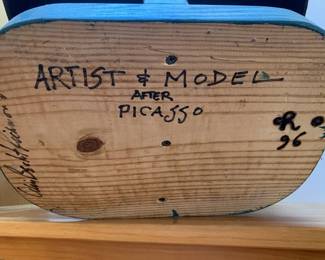 ARTIST & MODEL
AFTER
PICASSO
R
96